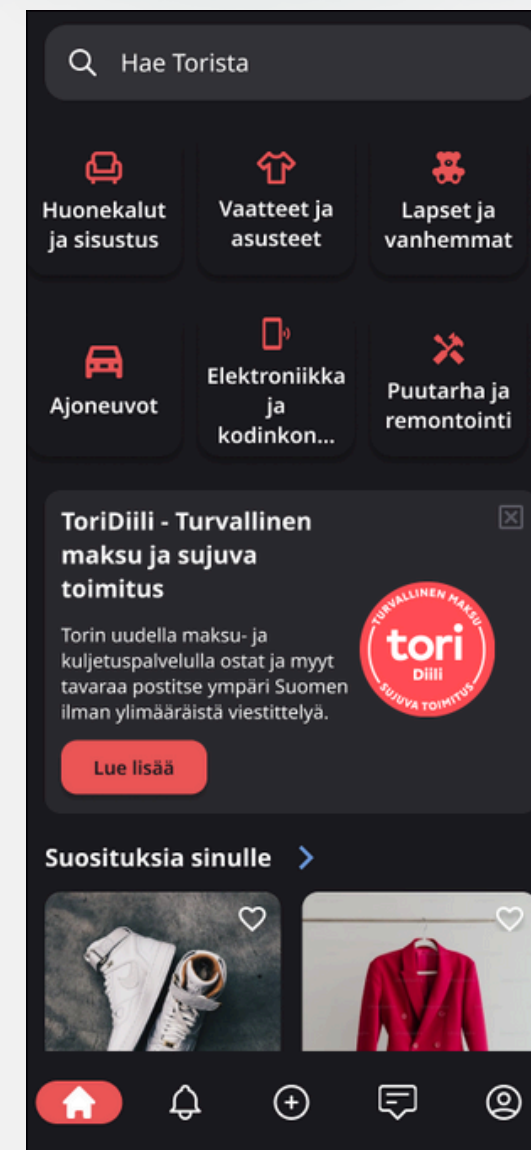 Hae Torista
Huonekalut
ja sisustus
Vaatteet ja
asusteet
Lapset ja
vanhemmat
Ajoneuvot
Elektroniikka
ja
kodinkon...
Puutarha ja
remontointi
ToriDiili - Turvallinen
maksu ja sujuva
toimitus
Torin uudella maksu- ja
kuljetuspalvelulla ostat ja myyt
tavaraa postitse ympäri Suomen
ilman ylimääräistä viestittelyä.
TURVALLINEN MAKSU
tori
Diili
SUJUVA TOIMITUS
Lue lisää
Suosituksia sinulle